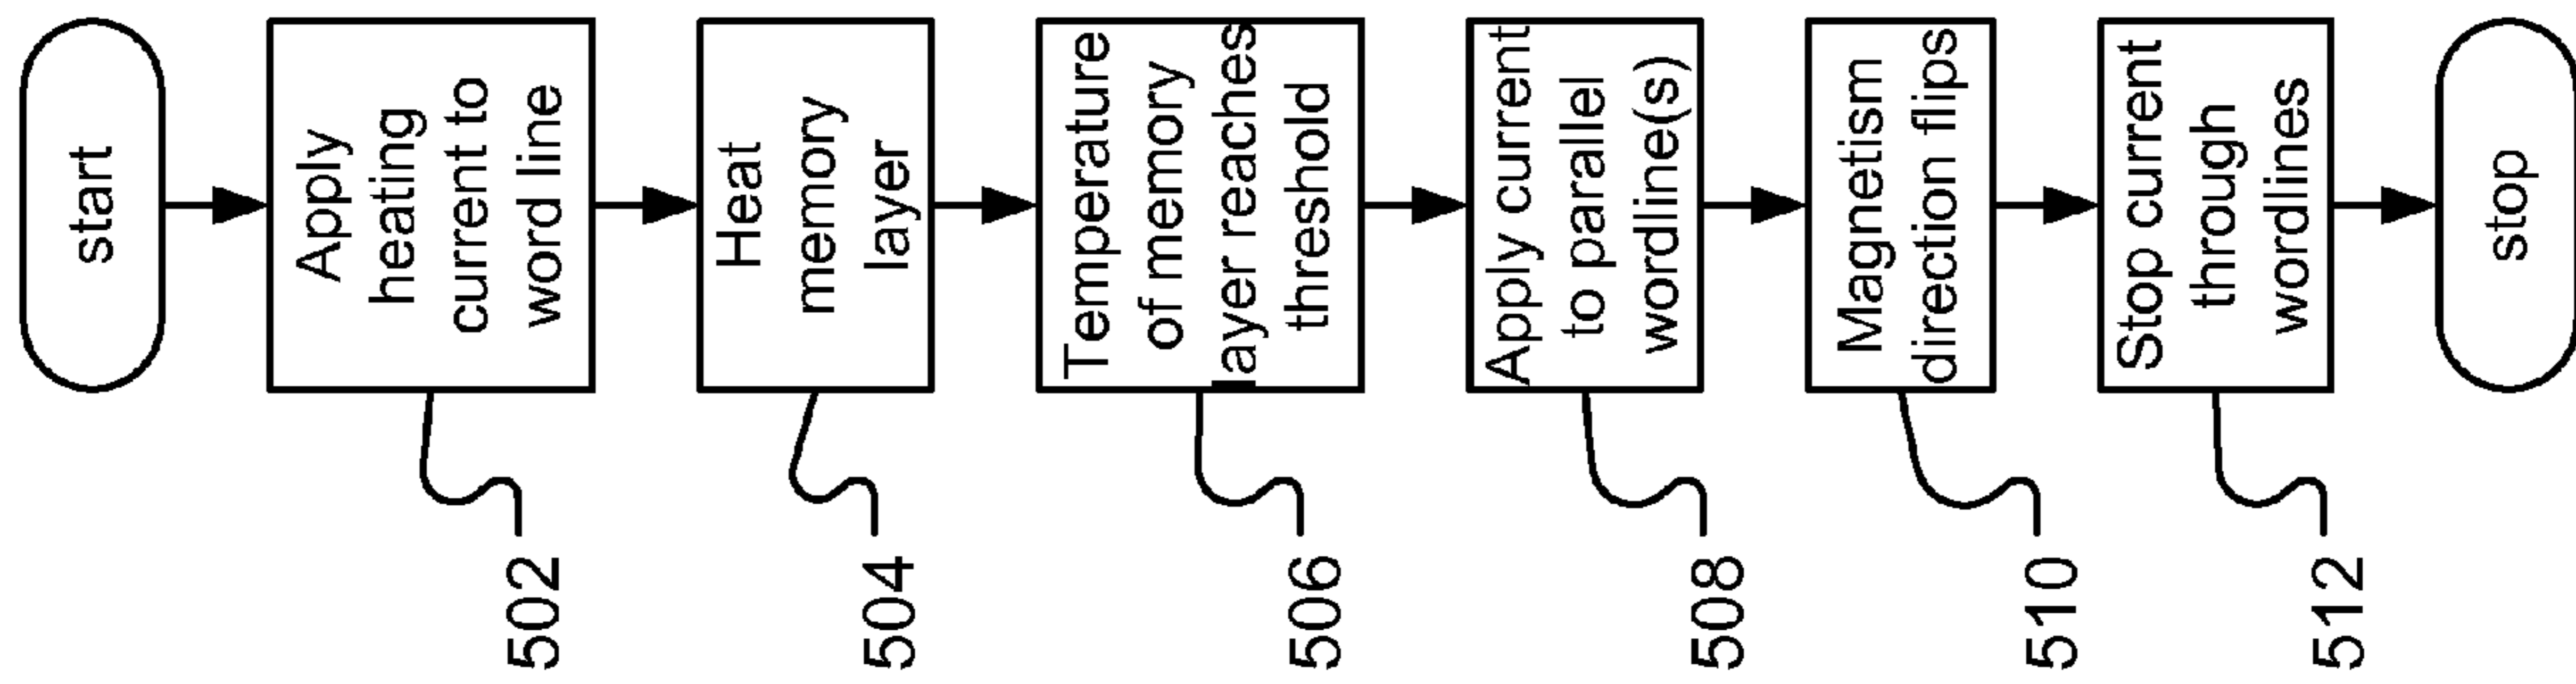 start
Apply
heating
current to
word line
502
Heat
memory
layer
504
Temperature
of memory
layer reaches
threshold
506
Apply current
to parallel
wordline(s)
508
Magnetism
direction flips
510
Stop current
through
wordlines
512
stop